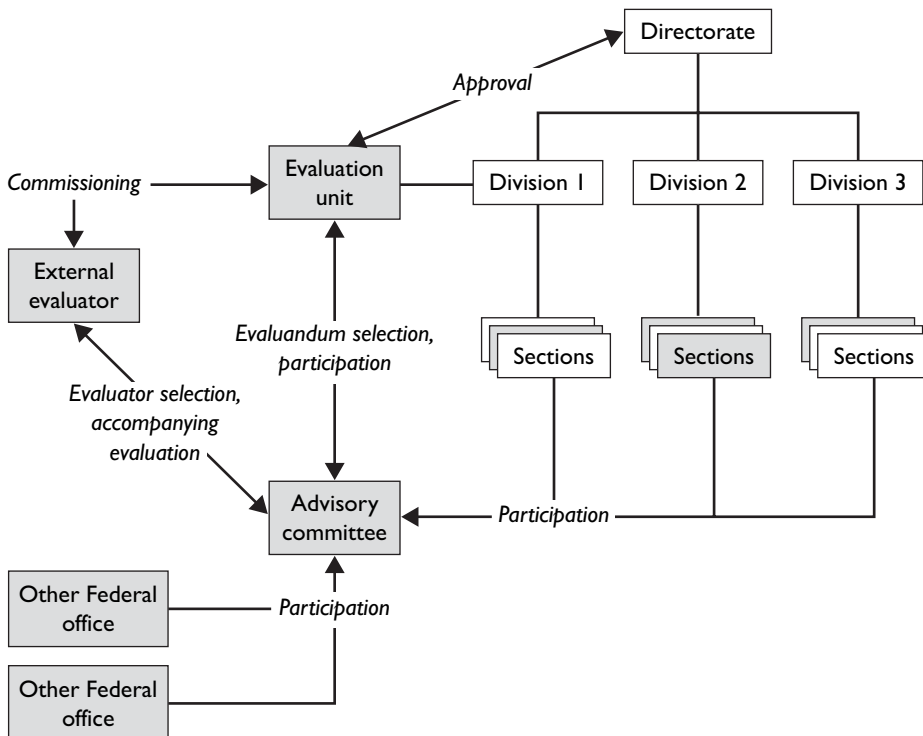 Directorate
Approval
Evaluation
unit
Commissioning
Division 1
Division 2
Division 3
External
evaluator
Evaluandum selection,
participation
Sections
Sections
Sections
Evaluator selection,
accompanying
evaluation
Advisory
committee
Participation
Other Federal
office
Participation
Other Federal
office